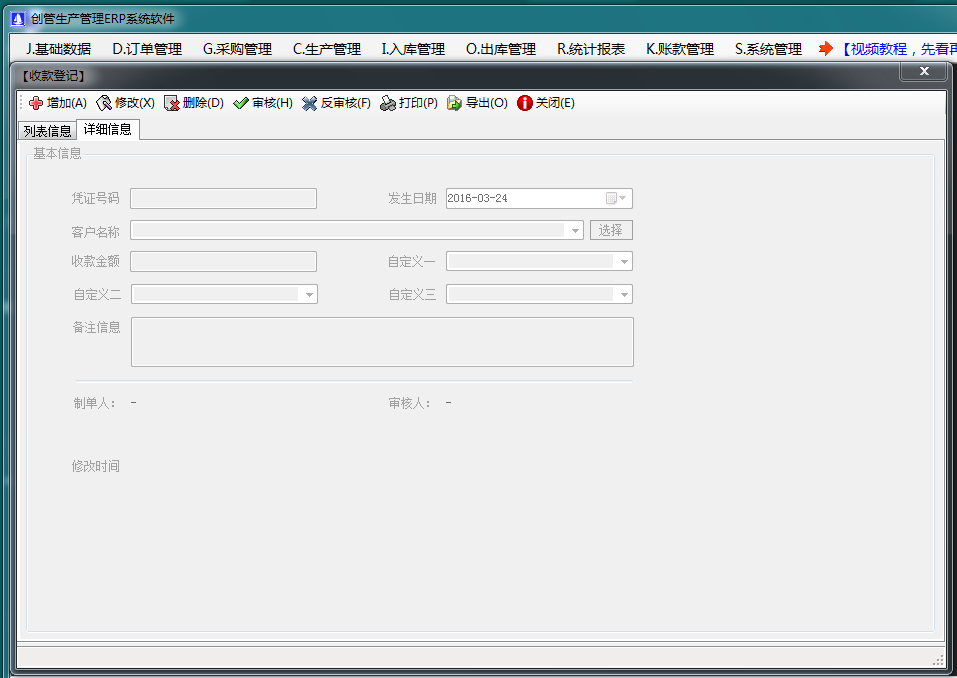 创管生产管理ERP系统软件
J.基础数据 D.订单管理 G.采购管理 C.生产管理 I.入库管理 O.出库管理 R.统计报表 K.账款管理 S.系统管理 【视频教程，先看再
【收款登记】 X
增加(A) 修改(X) 删除(D) 审核(H) 反审核(F) 打印(P) 导出(O) 关闭(E)
列表信息 详细信息
基本信息
凭证号码 发生日期 2016-03-24
客户名称 选择
收款金额 自定义一
自定义二 自定义三
备注信息
制单人： - 审核人： -
修改时间